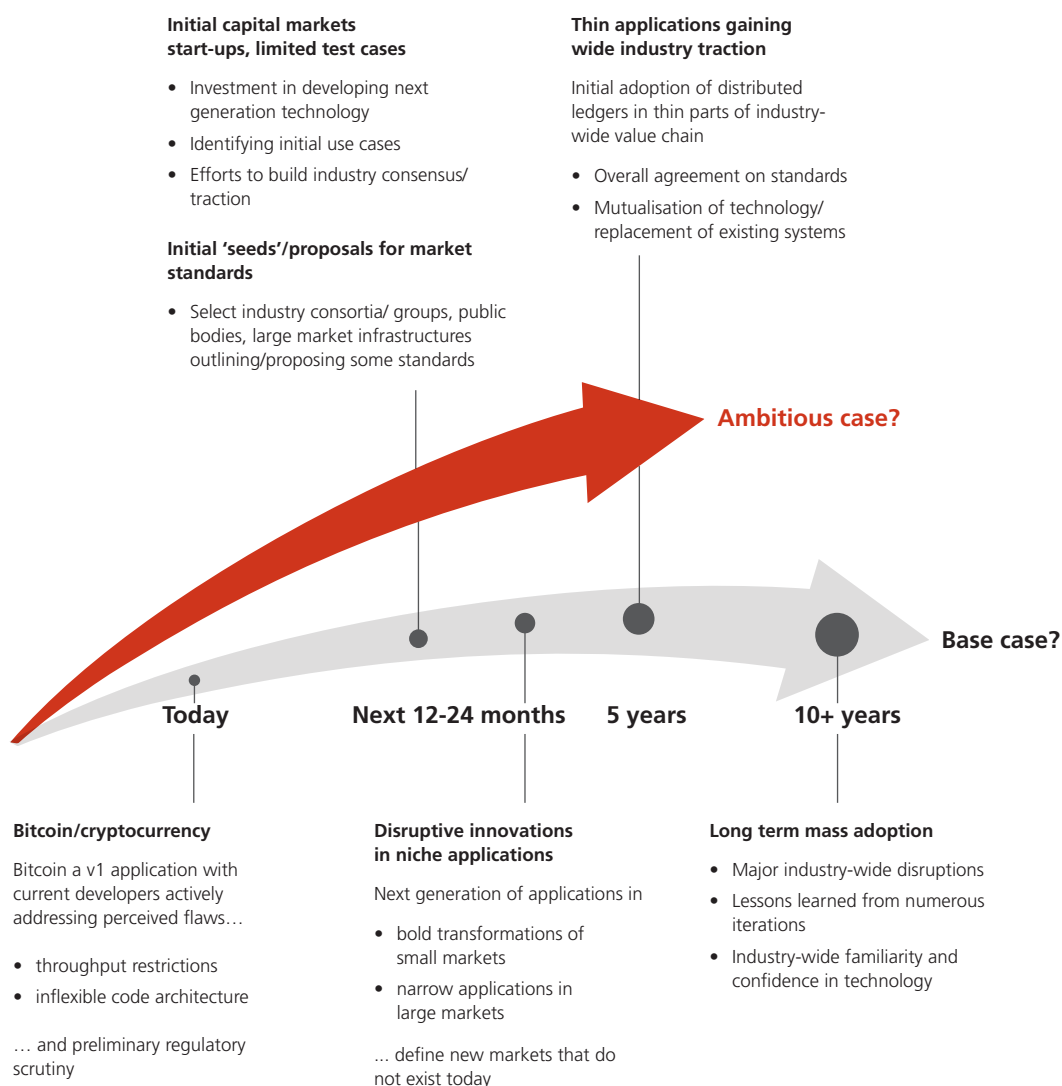 Initial capital markets
start-ups, limited test cases
• Investment in developing next
generation technology
• Identifying initial use cases
• Efforts to build industry consensus/
traction
Initial ‘seeds’/proposals for market
standards
• Select industry consortia/ groups, public
bodies, large market infrastructures
outlining/proposing some standards
Thin applications gaining
wide industry traction
Initial adoption of distributed
ledgers in thin parts of industry-
wide value chain
• Overall agreement on standards
• Mutualisation of technology/
replacement of existing systems
Ambitious case?
Base case?
Today
Next 12-24 months
5 years
10+ years
Bitcoin/cryptocurrency
Bitcoin a v1 application with
current developers actively
addressing perceived flaws…
• throughput restrictions
• inflexible code architecture
… and preliminary regulatory
scrutiny
Disruptive innovations
in niche applications
Next generation of applications in
• bold transformations of
small markets
• narrow applications in
large markets
... define new markets that do
not exist today
Long term mass adoption
• Major industry-wide disruptions
• Lessons learned from numerous
iterations
• Industry-wide familiarity and
confidence in technology